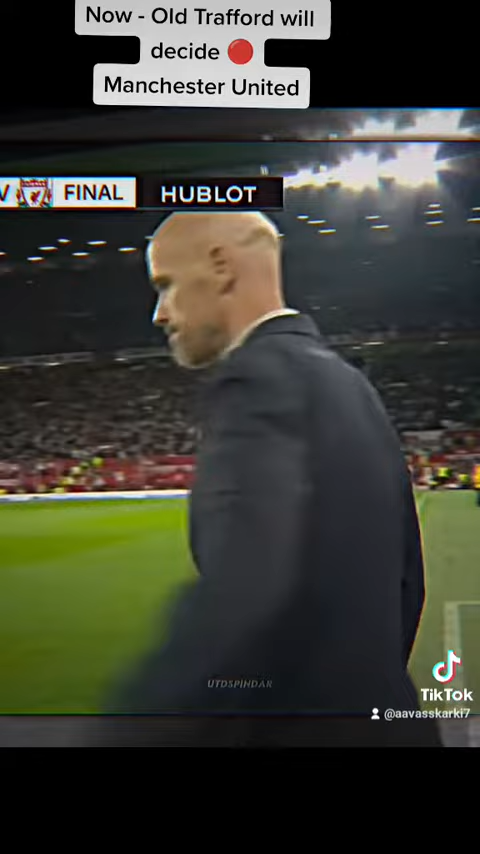 Now - Old Trafford will
decide 🔴
Manchester United
V FINAL HUBLOT
UTDSPINDAR
TikTok
@aavasskarki7